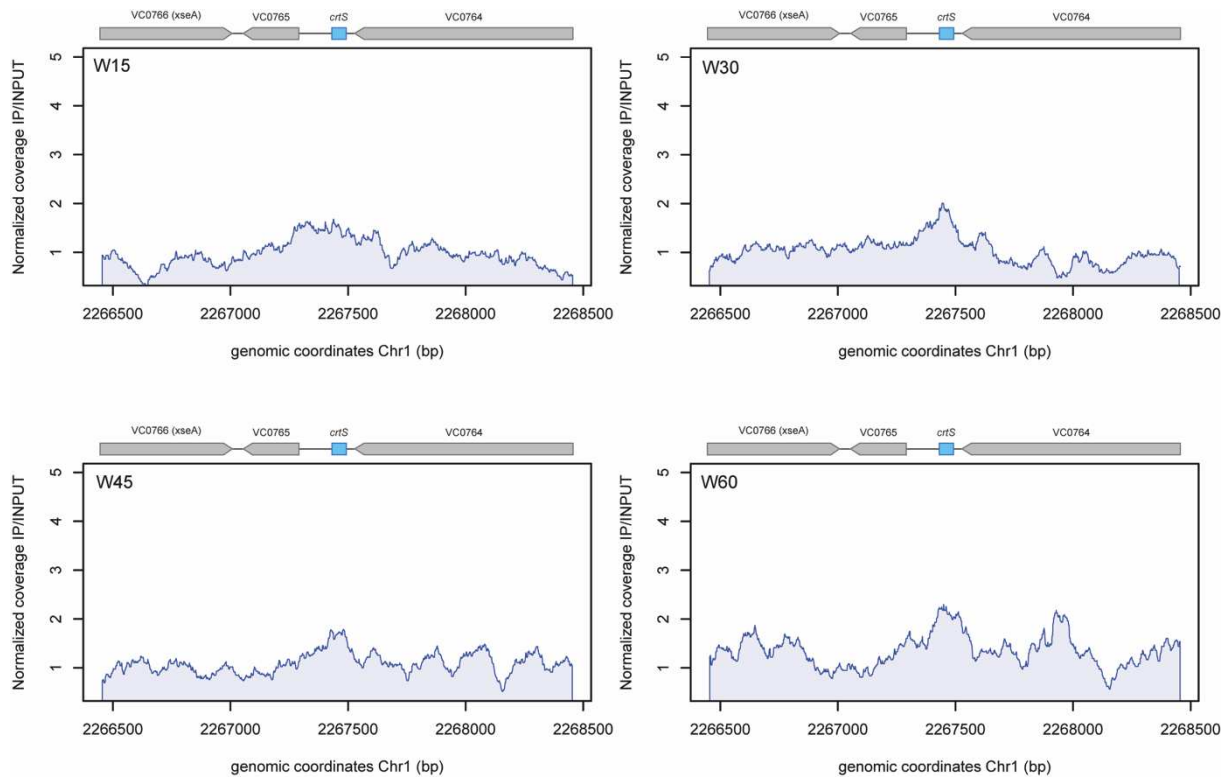 VC0766 (xseA) VC0765 crtS VC0764
W15
5
4
3
2
1
Normalized coverage IP/INPUT
2266500 2267000 2267500 2268000 2268500
genomic coordinates Chr1 (bp)
VC0766 (xseA) VC0765 crtS VC0764
W30
5
4
3
2
1
Normalized coverage IP/INPUT
2266500 2267000 2267500 2268000 2268500
genomic coordinates Chr1 (bp)
VC0766 (xseA) VC0765 crtS VC0764
W45
5
4
3
2
1
Normalized coverage IP/INPUT
2266500 2267000 2267500 2268000 2268500
genomic coordinates Chr1 (bp)
VC0766 (xseA) VC0765 crtS VC0764
W60
5
4
3
2
1
Normalized coverage IP/INPUT
2266500 2267000 2267500 2268000 2268500
genomic coordinates Chr1 (bp)